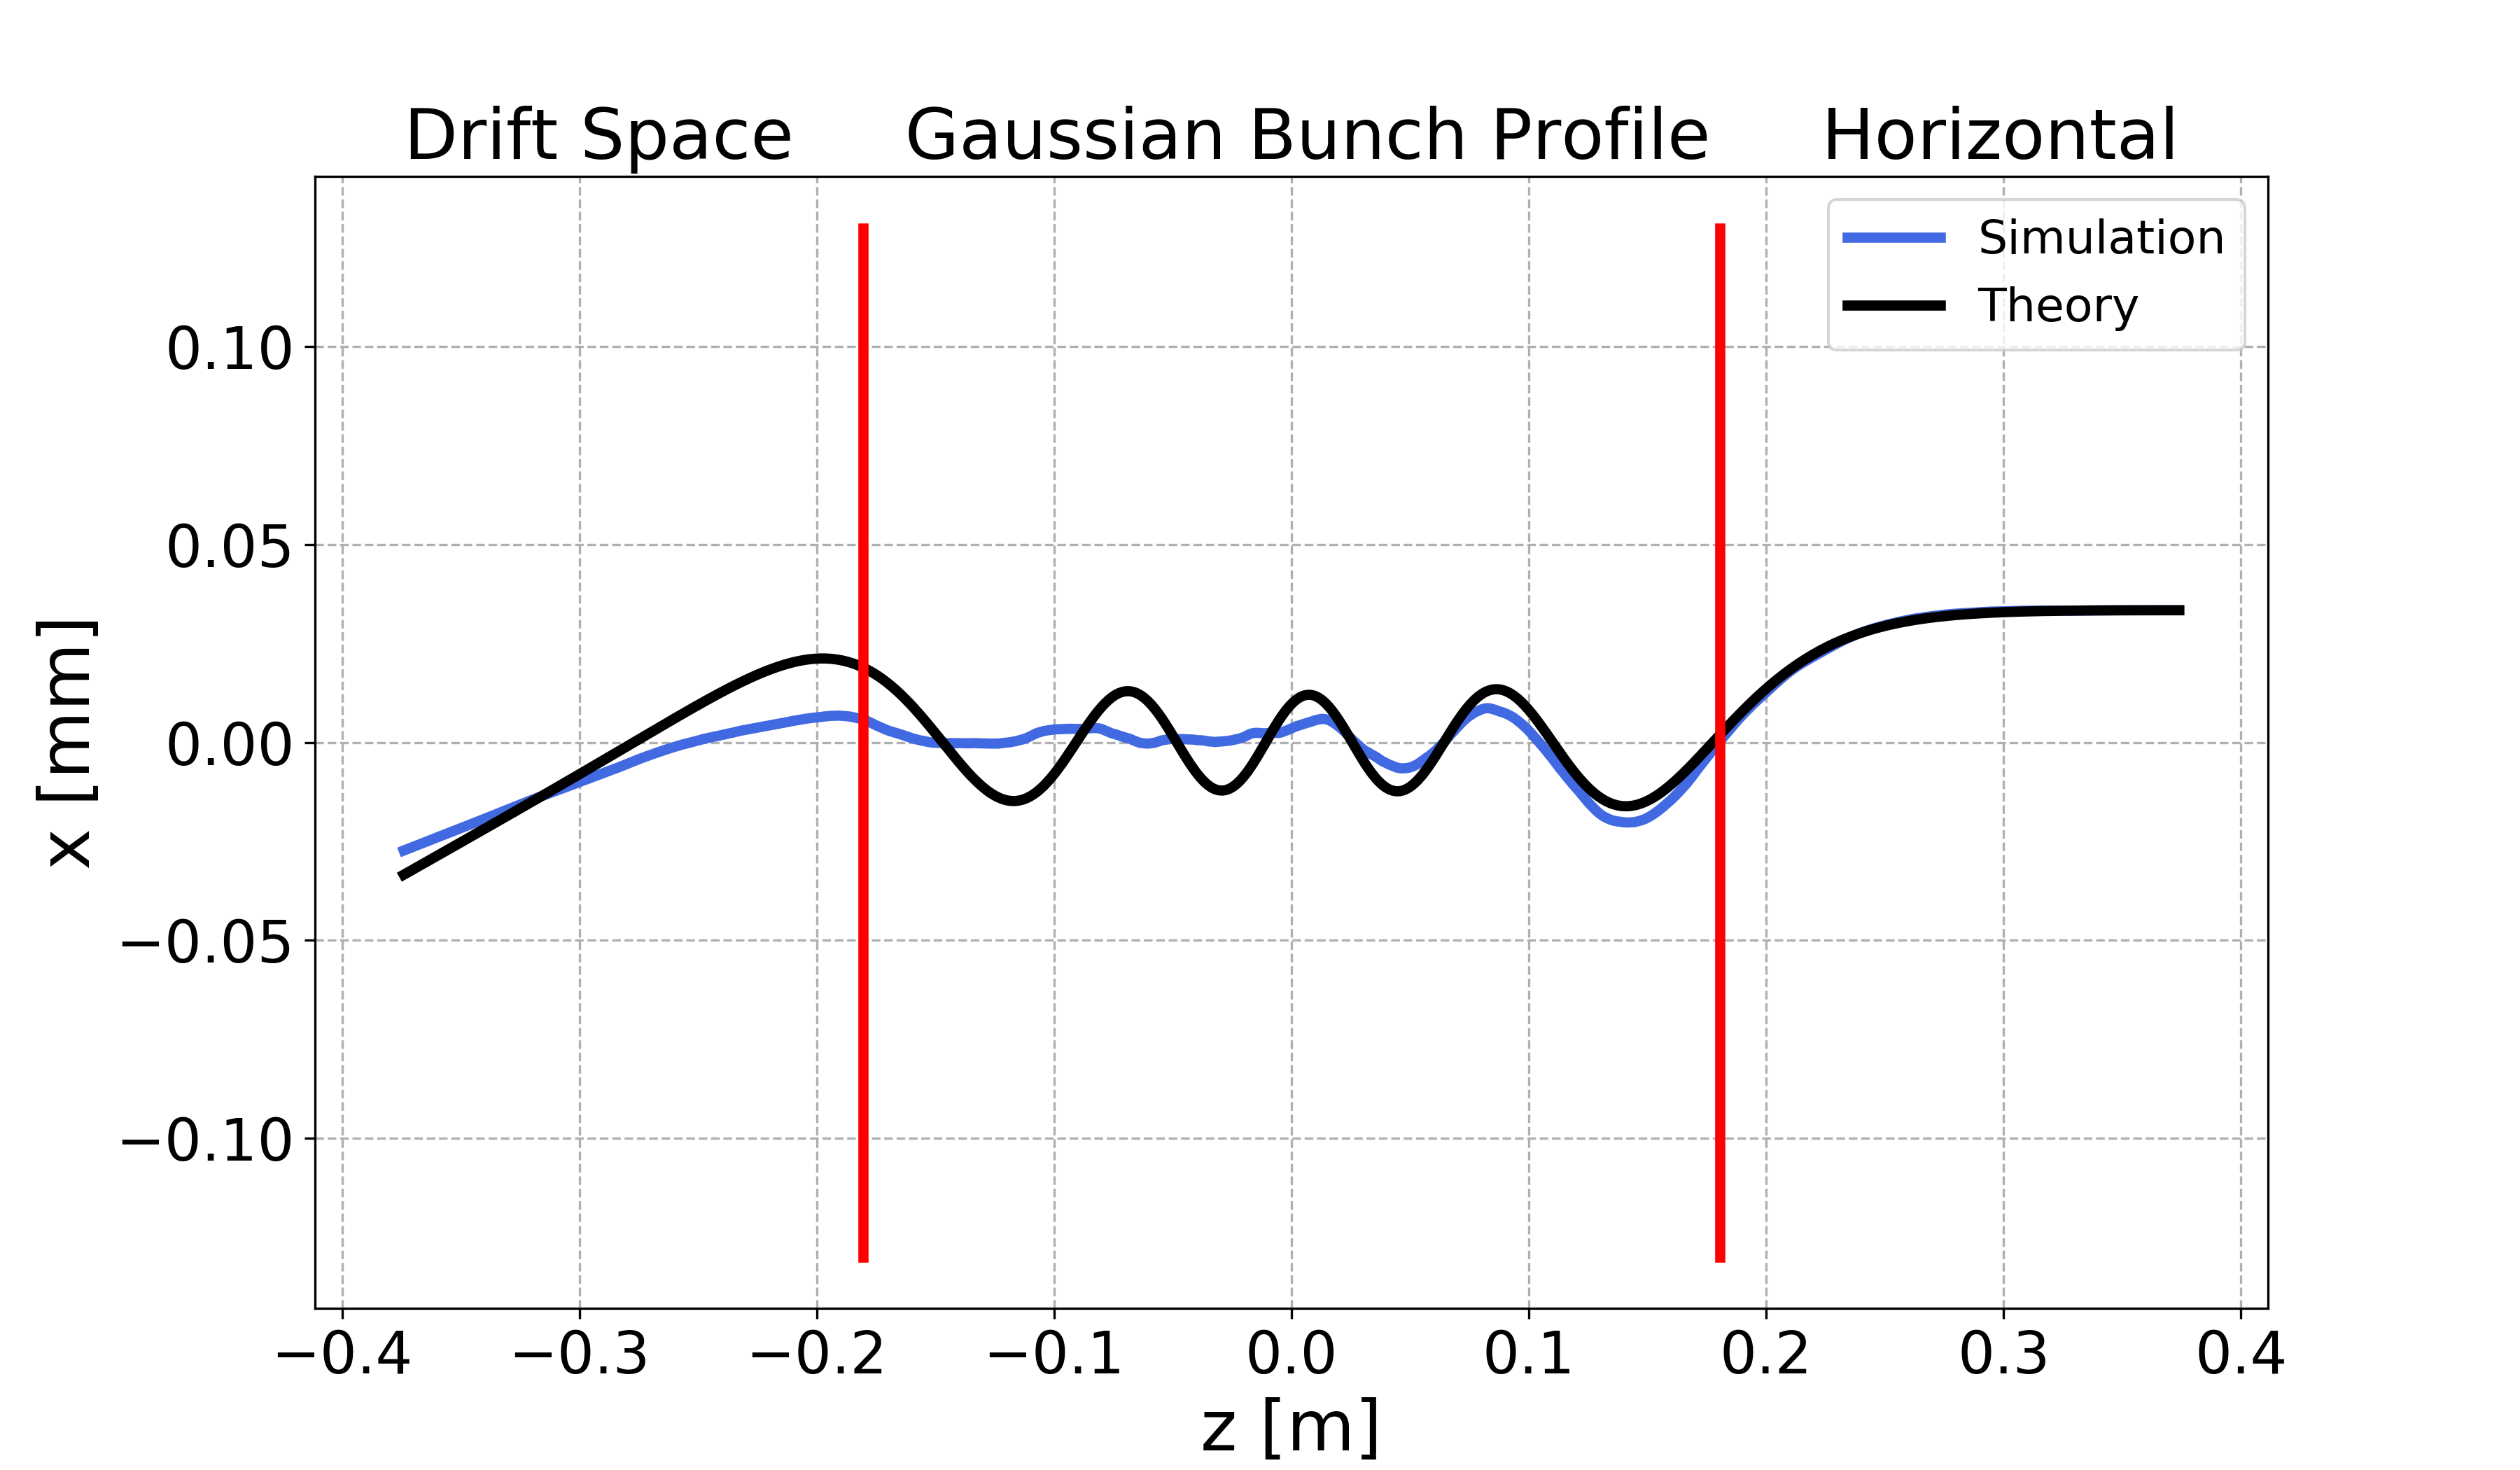 Drift Space Gaussian Bunch Profile Horizontal
Simulation
Theory
0.10
0.05
0.00
−0.05
−0.10
x [mm]
−0.4 −0.3 −0.2 −0.1 0.0 0.1 0.2 0.3 0.4
z [m]